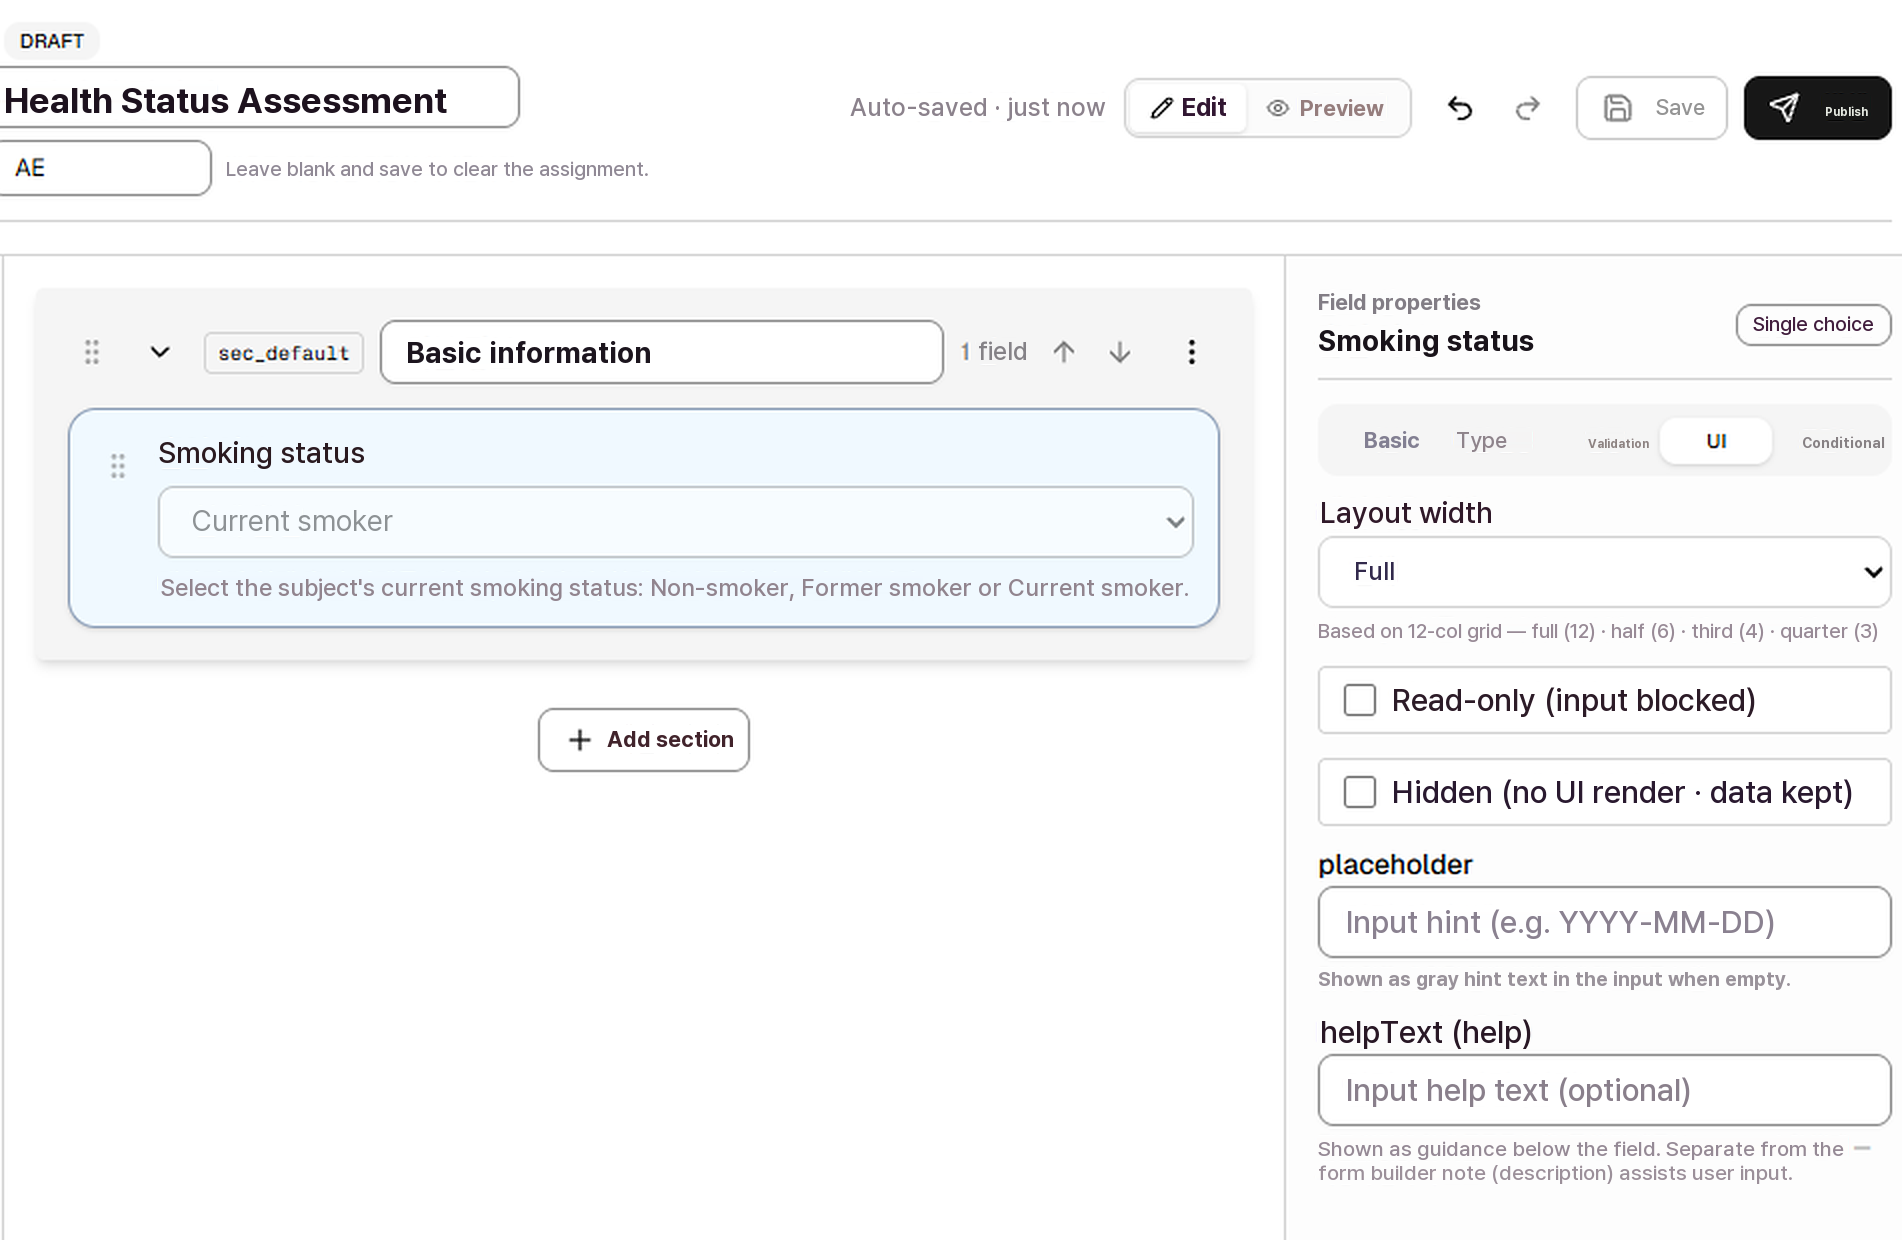 DRAFT
Health Status Assessment
Auto-saved · just now
Edit
Preview
Save
Publish
AE
Leave blank and save to clear the assignment.
sec_default
Basic information
1 field
Smoking status
Current smoker
Select the subject's current smoking status: Non-smoker, Former smoker or Current smoker.
Add section
Field properties
Smoking status
Single choice
Basic
Type
Validation
UI
Conditional
Layout width
Full
Based on 12-col grid — full (12) · half (6) · third (4) · quarter (3)
Read-only (input blocked)
Hidden (no UI render · data kept)
placeholder
Input hint (e.g. YYYY-MM-DD)
Shown as gray hint text in the input when empty.
helpText (help)
Input help text (optional)
Shown as guidance below the field. Separate from the —
form builder note (description) assists user input.